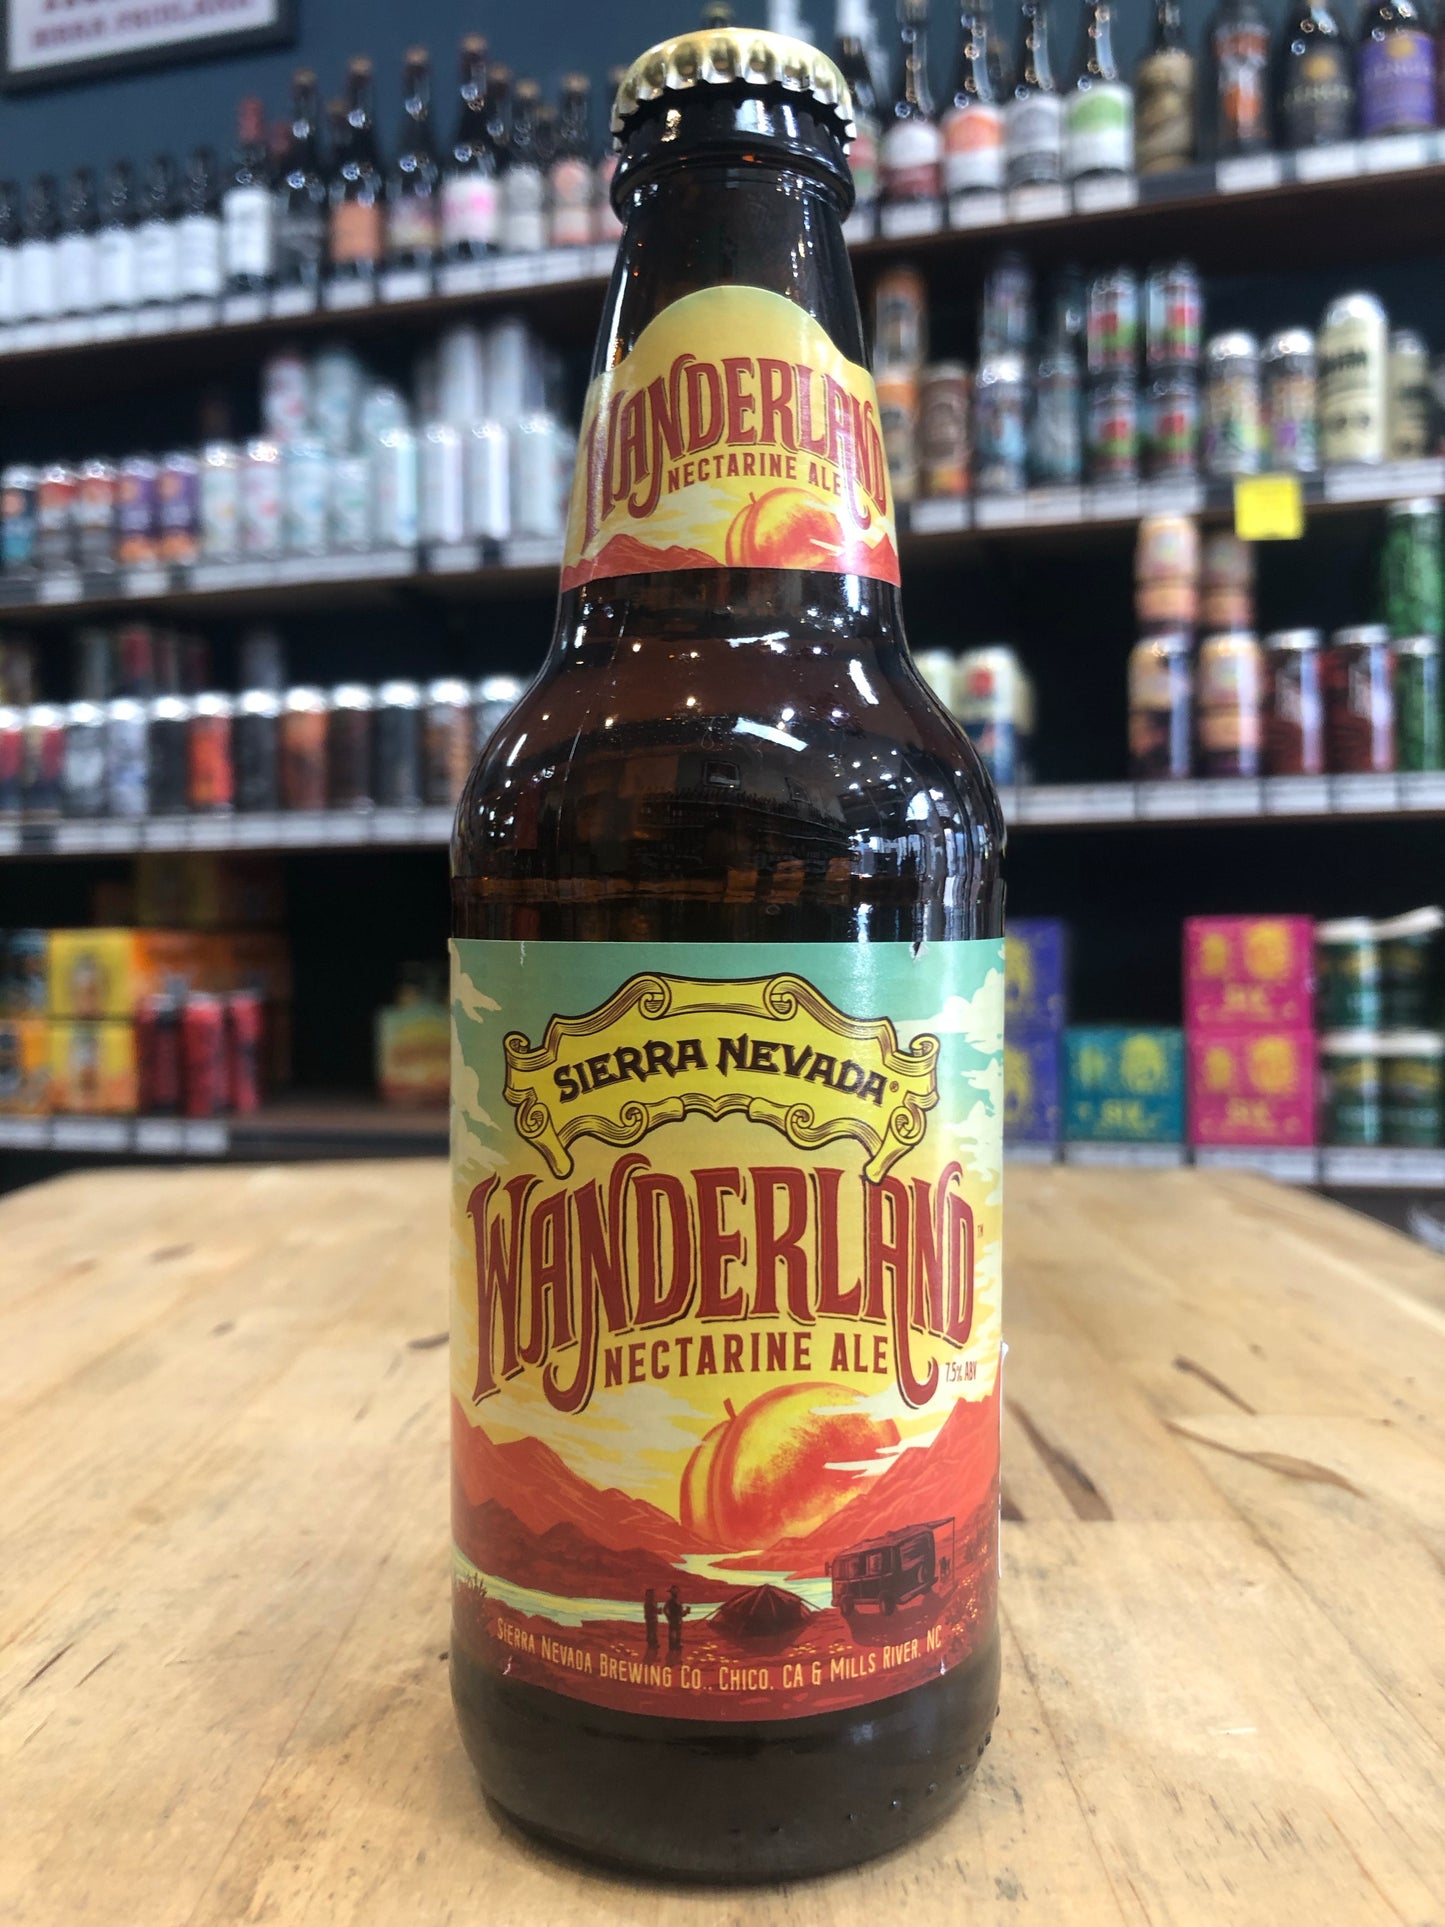 WANDERLAND
NECTARINE ALE
SIERRA NEVADA®
WANDERLAND™
NECTARINE ALE
7.5% ABV
SIERRA NEVADA BREWING CO., CHICO, CA & MILLS RIVER, NC